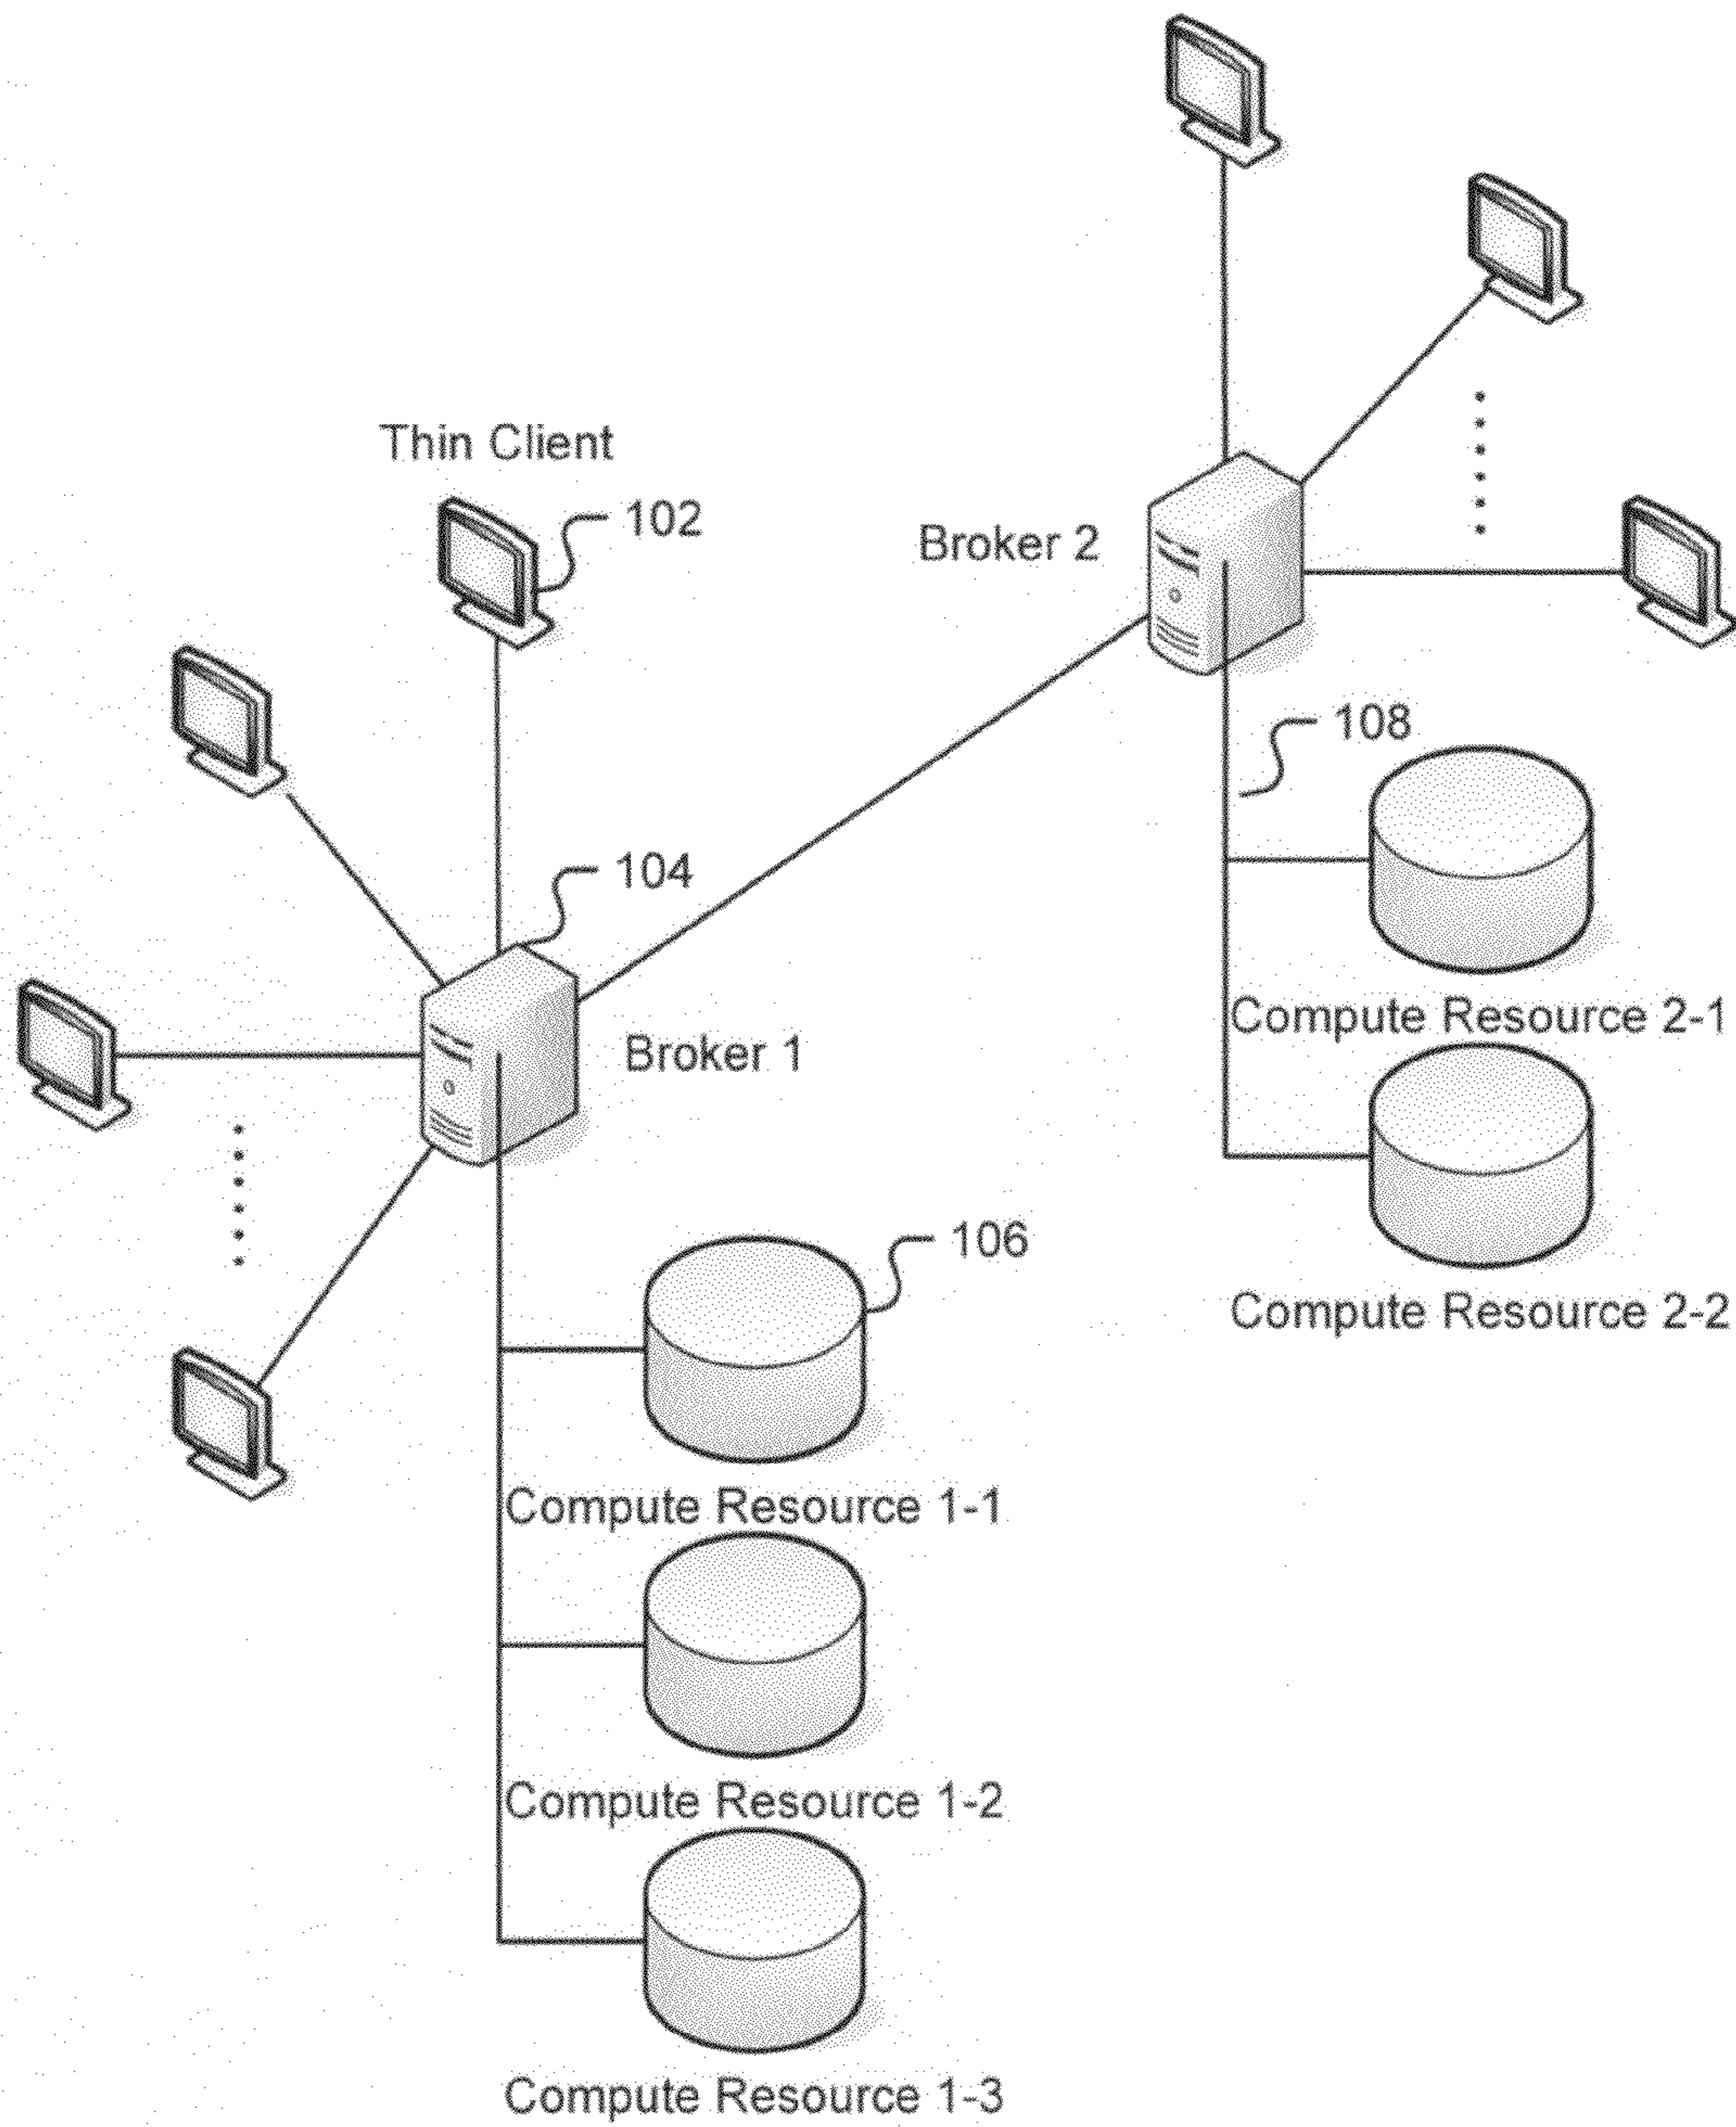 Thin Client
102
Broker 2
108
104
Compute Resource 2-1
Broker 1
106
Compute Resource 2-2
Compute Resource 1-1
Compute Resource 1-2
Compute Resource 1-3